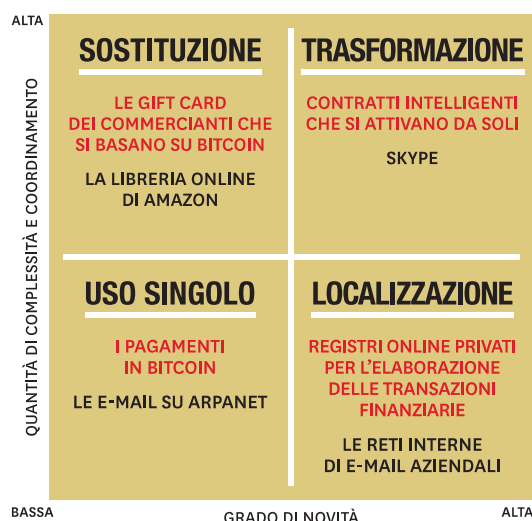 ALTA
QUANTITÀ DI COMPLESSITÀ E COORDINAMENTO
SOSTITUZIONE
LE GIFT CARD
DEI COMMERCIANTI CHE
SI BASANO SU BITCOIN
LA LIBRERIA ONLINE
DI AMAZON
TRASFORMAZIONE
CONTRATTI INTELLIGENTI
CHE SI ATTIVANO DA SOLI
SKYPE
USO SINGOLO
I PAGAMENTI
IN BITCOIN
LE E-MAIL SU ARPANET
LOCALIZZAZIONE
REGISTRI ONLINE PRIVATI
PER L'ELABORAZIONE
DELLE TRANSAZIONI
FINANZIARIE
LE RETI INTERNE
DI E-MAIL AZIENDALI
BASSA
GRADO DI NOVITÀ
ALTA